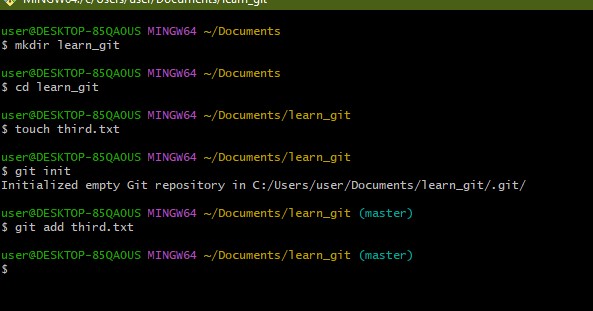 MINGW64:/c/Users/user/Documents/learn_git
user@DESKTOP-85QAOUS MINGW64 ~/Documents
$ mkdir learn_git
user@DESKTOP-85QAOUS MINGW64 ~/Documents
$ cd learn_git
user@DESKTOP-85QAOUS MINGW64 ~/Documents/learn_git
$ touch third.txt
user@DESKTOP-85QAOUS MINGW64 ~/Documents/learn_git
$ git init
Initialized empty Git repository in C:/Users/user/Documents/learn_git/.git/
user@DESKTOP-85QAOUS MINGW64 ~/Documents/learn_git (master)
$ git add third.txt
user@DESKTOP-85QAOUS MINGW64 ~/Documents/learn_git (master)
$